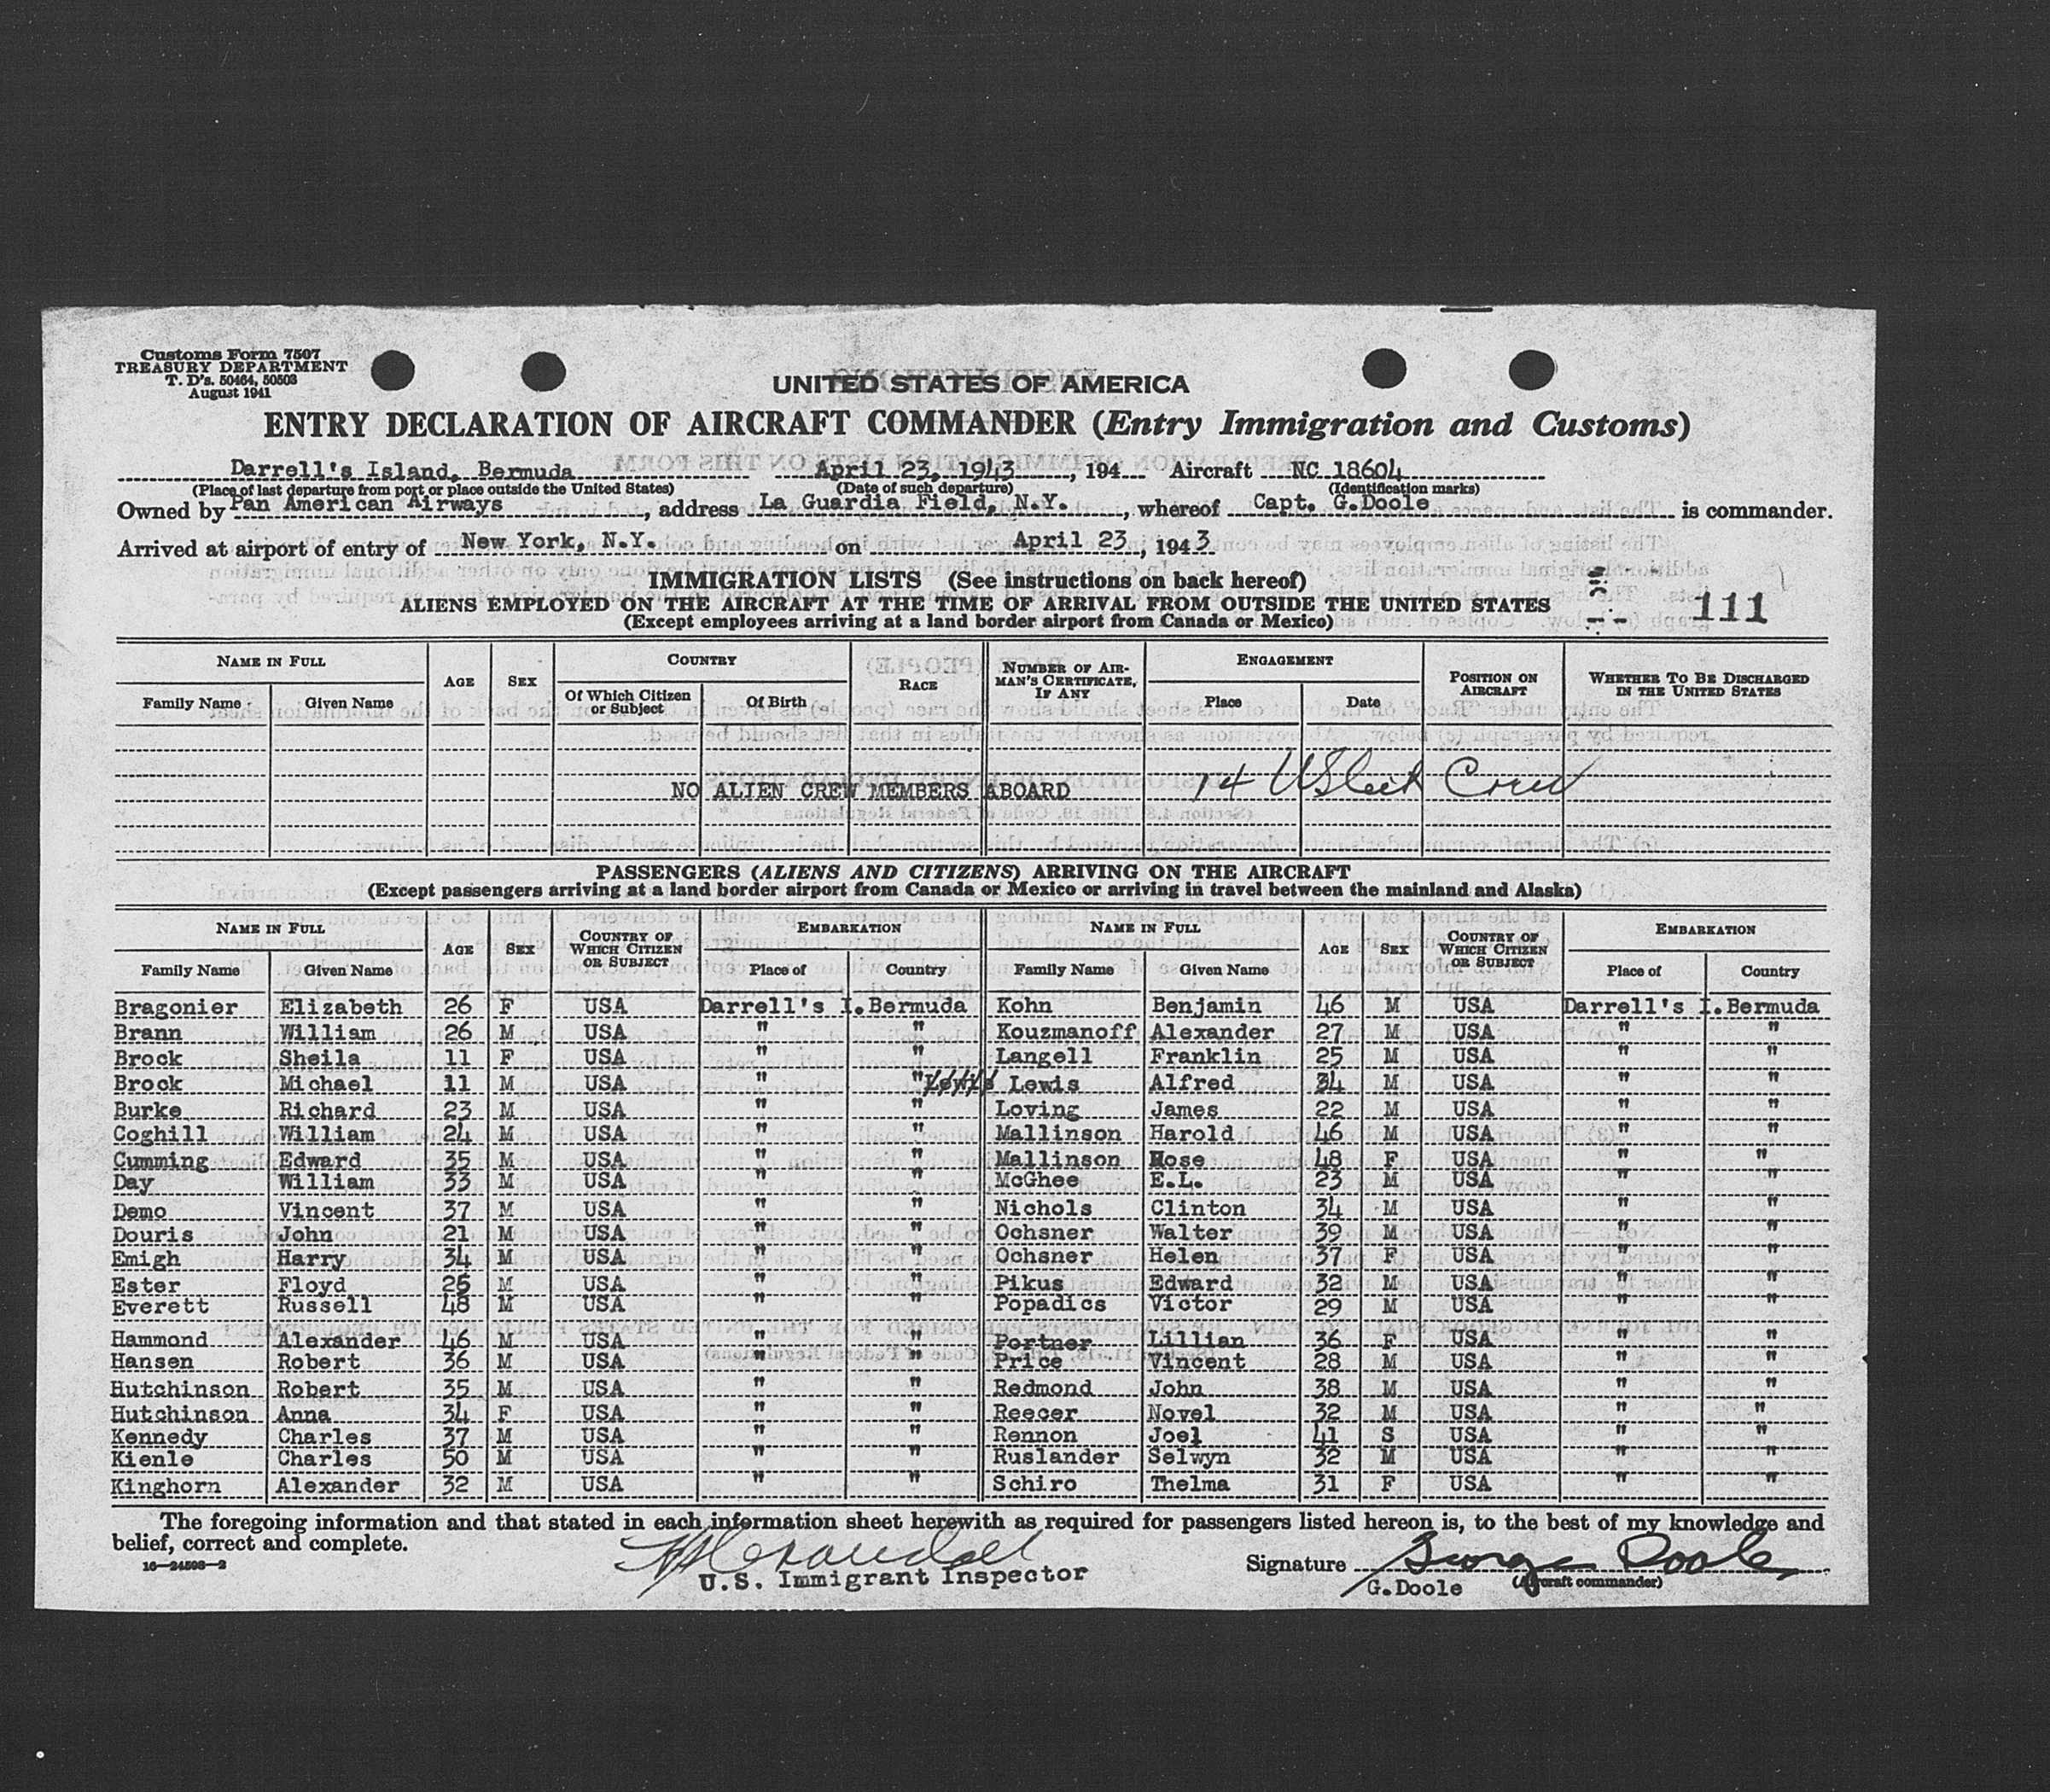 Customs Form 7507
TREASURY DEPARTMENT
T. D's. 50464, 50503
August 1941
UNITED STATES OF AMERICA
ENTRY DECLARATION OF AIRCRAFT COMMANDER (Entry Immigration and Customs)
Darrell's Island, Bermuda April 23, 1943, 194 Aircraft NC 18604
(Place of last departure from port or place outside the United States) (Date of such departure) (Identification marks)
Owned by Pan American Airways, address La Guardia Field, N.Y., whereof Capt. G.Doole is commander.
Arrived at airport of entry of New York, N.Y. on April 23, 1943
IMMIGRATION LISTS (See instructions on back hereof)
ALIENS EMPLOYED ON THE AIRCRAFT AT THE TIME OF ARRIVAL FROM OUTSIDE THE UNITED STATES
111
(Except employees arriving at a land border airport from Canada or Mexico)
NAME IN FULL AGE SEX COUNTRY RACE NUMBER OF AIRMAN'S CERTIFICATE, IF ANY ENGAGEMENT POSITION ON AIRCRAFT WHETHER TO BE DISCHARGED IN THE UNITED STATES
Family Name Given Name Of Which Citizen or Subject Of Birth Place Date
NO ALIEN CREW MEMBERS ABOARD 14 US Crew
PASSENGERS (ALIENS AND CITIZENS) ARRIVING ON THE AIRCRAFT
(Except passengers arriving at a land border airport from Canada or Mexico or arriving in travel between the mainland and Alaska)
NAME IN FULL AGE SEX COUNTRY OF WHICH CITIZEN OR SUBJECT EMBARKATION NAME IN FULL AGE SEX COUNTRY OF WHICH CITIZEN OR SUBJECT EMBARKATION
Family Name Given Name Place of Country Family Name Given Name Place of Country
Bragonier Elizabeth 26 F USA Darrell's I. Bermuda Kohn Benjamin 46 M USA Darrell's I. Bermuda
Brann William 26 M USA " " Kouzmanoff Alexander 27 M USA " "
Brock Sheila 11 F USA " " Langell Franklin 25 M USA " "
Brock Michael 11 M USA " " Lewis Lewis Alfred 34 M USA " "
Burke Richard 23 M USA " " Loving James 22 M USA " "
Coghill William 24 M USA " " Mallinson Harold 46 M USA " "
Cumming Edward 35 M USA " " Mallinson Rose 48 F USA " "
Day William 33 M USA " " McGhee E.L. 23 M USA " "
Demo Vincent 37 M USA " " Nichols Clinton 34 M USA " "
Douris John 21 M USA " " Ochsner Walter 39 M USA " "
Emigh Harry 34 M USA " " Ochsner Helen 37 F USA " "
Ester Floyd 25 M USA " " Pikus Edward 32 M USA " "
Everett Russell 48 M USA " " Popadics Victor 29 M USA " "
Hammond Alexander 46 M USA " " Portner Lillian 36 F USA " "
Hansen Robert 36 M USA " " Price Vincent 28 M USA " "
Hutchinson Robert 35 M USA " " Redmond John 38 M USA " "
Hutchinson Anna 34 F USA " " Reecer Novel 32 M USA " "
Kennedy Charles 37 M USA " " Rennon Joel 41 S USA " "
Kienle Charles 50 M USA " " Ruslander Selwyn 32 M USA " "
Kinghorn Alexander 32 M USA " " Schiro Thelma 31 F USA " "
The foregoing information and that stated in each information sheet herewith as required for passengers listed hereon is, to the best of my knowledge and
belief, correct and complete.
16—24598—2
U.S. Immigrant Inspector
Signature George Doole
G.Doole (Aircraft commander)